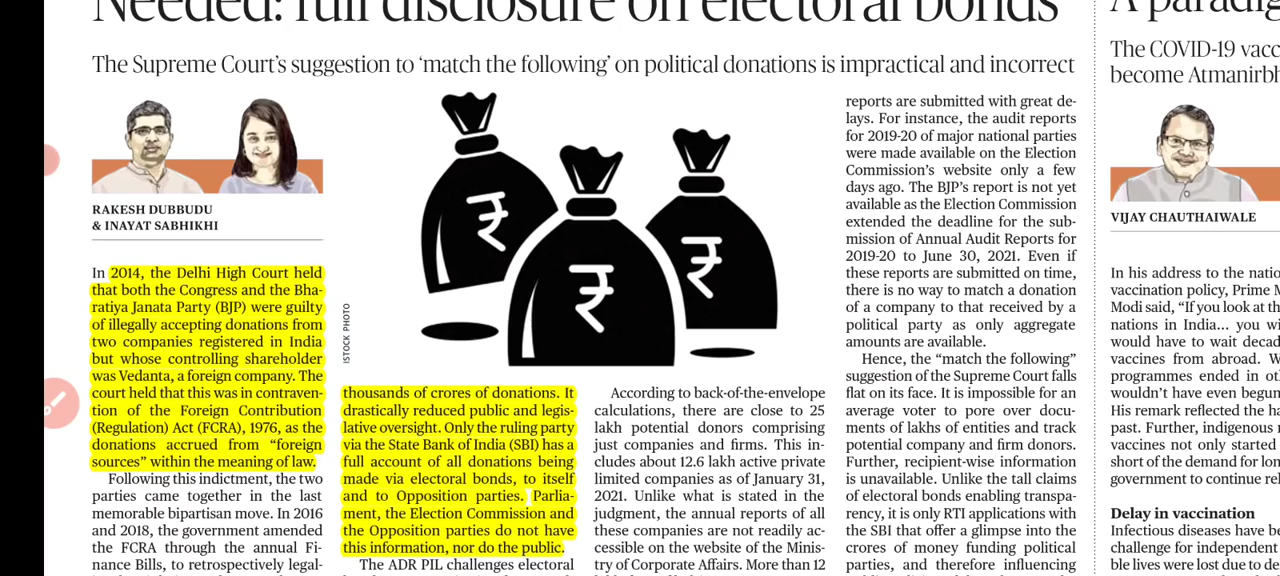 Needed: full disclosure on electoral bonds
The Supreme Court’s suggestion to ‘match the following’ on political donations is impractical and incorrect
RAKESH DUBBUDU
& INAYAT SABHIKHI
In 2014, the Delhi High Court held
that both the Congress and the Bha-
ratiya Janata Party (BJP) were guilty
of illegally accepting donations from
two companies registered in India
but whose controlling shareholder
was Vedanta, a foreign company. The
court held that this was in contraven-
tion of the Foreign Contribution
(Regulation) Act (FCRA), 1976, as the
donations accrued from “foreign
sources” within the meaning of law.
Following this indictment, the two
parties came together in the last
memorable bipartisan move. In 2016
and 2018, the government amended
the FCRA through the annual Fi-
nance Bills, to retrospectively legal-
ISTOCK PHOTO
thousands of crores of donations. It
drastically reduced public and legis-
lative oversight. Only the ruling party
via the State Bank of India (SBI) has a
full account of all donations being
made via electoral bonds, to itself
and to Opposition parties. Parlia-
ment, the Election Commission and
the Opposition parties do not have
this information, nor do the public.
The ADR PIL challenges electoral
According to back-of-the-envelope
calculations, there are close to 25
lakh potential donors comprising
just companies and firms. This in-
cludes about 12.6 lakh active private
limited companies as of January 31,
2021. Unlike what is stated in the
judgment, the annual reports of all
these companies are not readily ac-
cessible on the website of the Minis-
try of Corporate Affairs. More than 12
reports are submitted with great de-
lays. For instance, the audit reports
for 2019-20 of major national parties
were made available on the Election
Commission’s website only a few
days ago. The BJP’s report is not yet
available as the Election Commission
extended the deadline for the sub-
mission of Annual Audit Reports for
2019-20 to June 30, 2021. Even if
these reports are submitted on time,
there is no way to match a donation
of a company to that received by a
political party as only aggregate
amounts are available.
Hence, the “match the following”
suggestion of the Supreme Court falls
flat on its face. It is impossible for an
average voter to pore over docu-
ments of lakhs of entities and track
potential company and firm donors.
Further, recipient-wise information
is unavailable. Unlike the tall claims
of electoral bonds enabling transpa-
rency, it is only RTI applications with
the SBI that offer a glimpse into the
crores of money funding political
parties, and therefore influencing
A
The COVID-19
become
VIJAY CHAUTHAIWALE
In his address to the
vaccination policy, Prime
Modi said, “If you look at
nations in India... you
would have to wait
vaccines from abroad.
programmes ended in
wouldn’t have even
His remark reflected the
past. Further, indigenous
vaccines not only started
short of the demand for
government to continue
Delay in vaccination
Infectious diseases have
challenge for independent
ble lives were lost due to